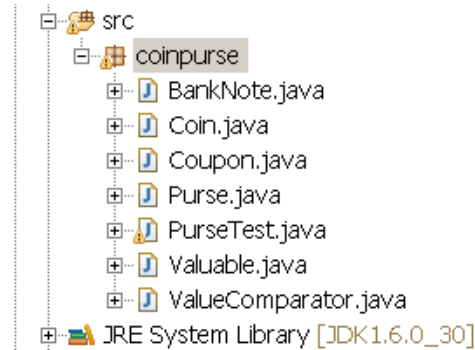 src
coinpurse
BankNote.java
Coin.java
Coupon.java
Purse.java
PurseTest.java
Valuable.java
ValueComparator.java
JRE System Library [JDK1.6.0_30]